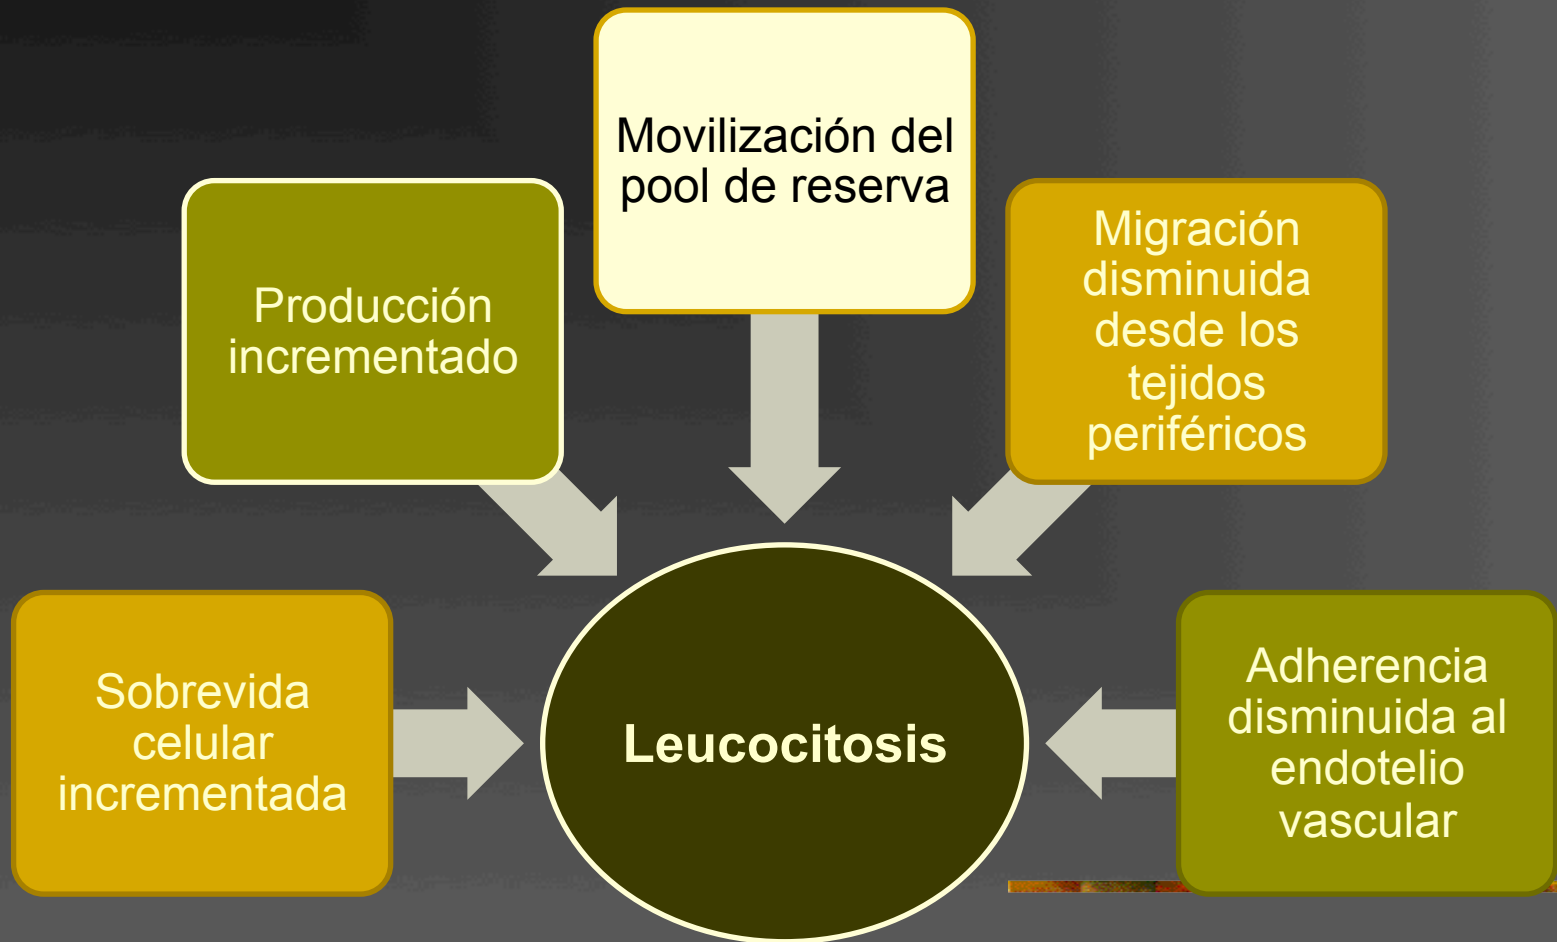 Movilización del
pool de reserva
Producción
incrementado
Migración
disminuida
desde los
tejidos
periféricos
Sobrevida
celular
incrementada
Leucocitosis
Adherencia
disminuida al
endotelio
vascular